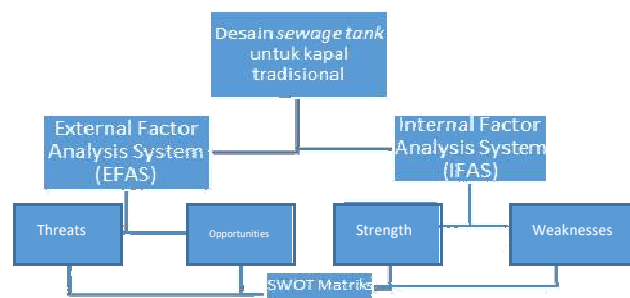 Desain sewage tank
untuk kapal
tradisional
External Factor
Analysis System
(EFAS)
Internal Factor
Analysis System
(IFAS)
Threats
Opportunities
Strength
Weaknesses
SWOT Matriks